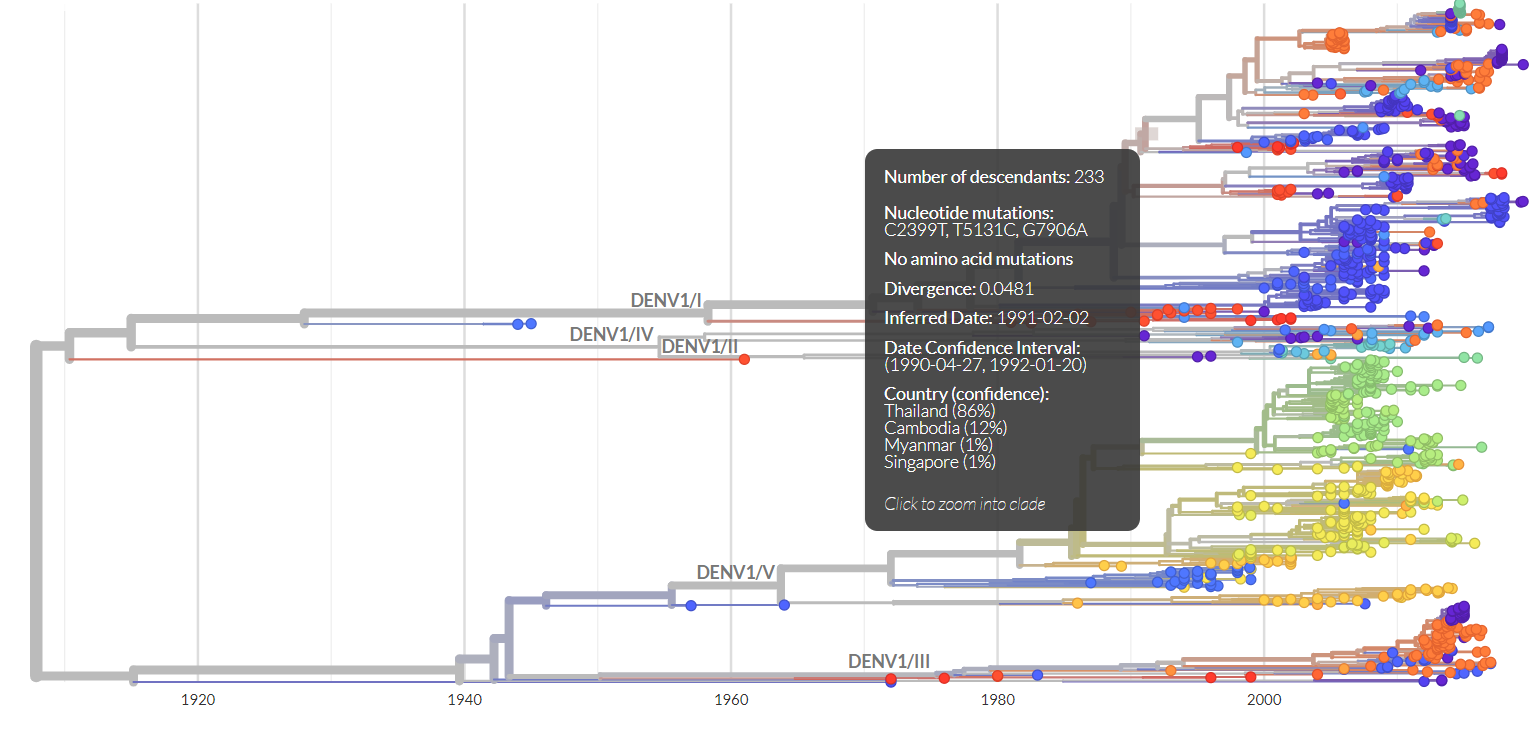 Number of descendants: 233
Nucleotide mutations:
C2399T, T5131C, G7906A
No amino acid mutations
Divergence: 0.0481
DENV1/I
Inferred Date: 1991-02-02
DENV1/IV
DENV1/II
Date Confidence Interval:
(1990-04-27, 1992-01-20)
Country (confidence):
Thailand (86%)
Cambodia (12%)
Myanmar (1%)
Singapore (1%)
Click to zoom into clade
DENV1/V
DENV1/III
1920 1940 1960 1980 2000